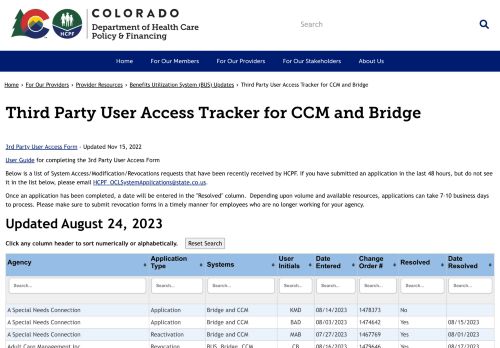 COLORADO
Department of Health Care
Policy & Financing
HCPF
Search
Home
For Our Members
For Our Providers
For Our Stakeholders
About Us
Home › For Our Providers › Provider Resources › Benefits Utilization System (BUS) Updates › Third Party User Access Tracker for CCM and Bridge
Third Party User Access Tracker for CCM and Bridge
3rd Party User Access Form - Updated Nov 15, 2022
User Guide for completing the 3rd Party User Access Form
Below is a list of System Access/Modification/Revocations requests that have been recently received by HCPF. If you have submitted an application in the last 48 hours, but do not see
it in the list below, please email HCPF_OCLSystemApplications@state.co.us.
Once an application has been completed, a date will be entered in the "Resolved" column. Depending upon volume and available resources, applications can take 7-10 business days
to process. Please make sure to submit revocation forms in a timely manner for employees who are no longer working for your agency.
Updated August 24, 2023
Click any column header to sort numerically or alphabetically. Reset Search
Agency Application Type Systems User Initials Date Entered Change Order # Resolved Date Resolved
Search... Search... Search... Search... Search... Search... Search... Search...
A Special Needs Connection Application Bridge and CCM KMD 08/14/2023 1478373 No
A Special Needs Connection Application Bridge and CCM BAD 08/03/2023 1474642 Yes 08/15/2023
A Special Needs Connection Reactivation Bridge and CCM MAB 07/27/2023 1467769 Yes 08/01/2023
Adult Care Management Inc Revocation BUS, Bridge, CCM CB 08/16/2023 1479646 Yes 08/17/2023